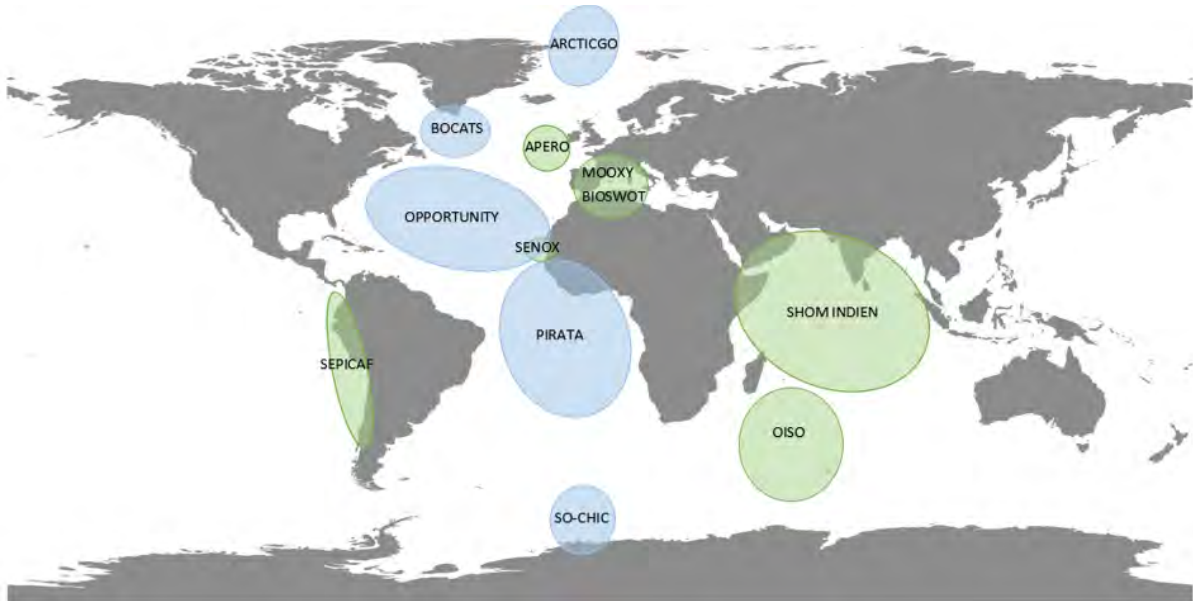 ARCTICGO
BOCATS
APERO
MOOXY
BIOSWOT
OPPORTUNITY
SENOX
SHOM INDIEN
PIRATA
SEPICAF
OISO
SO-CHIC